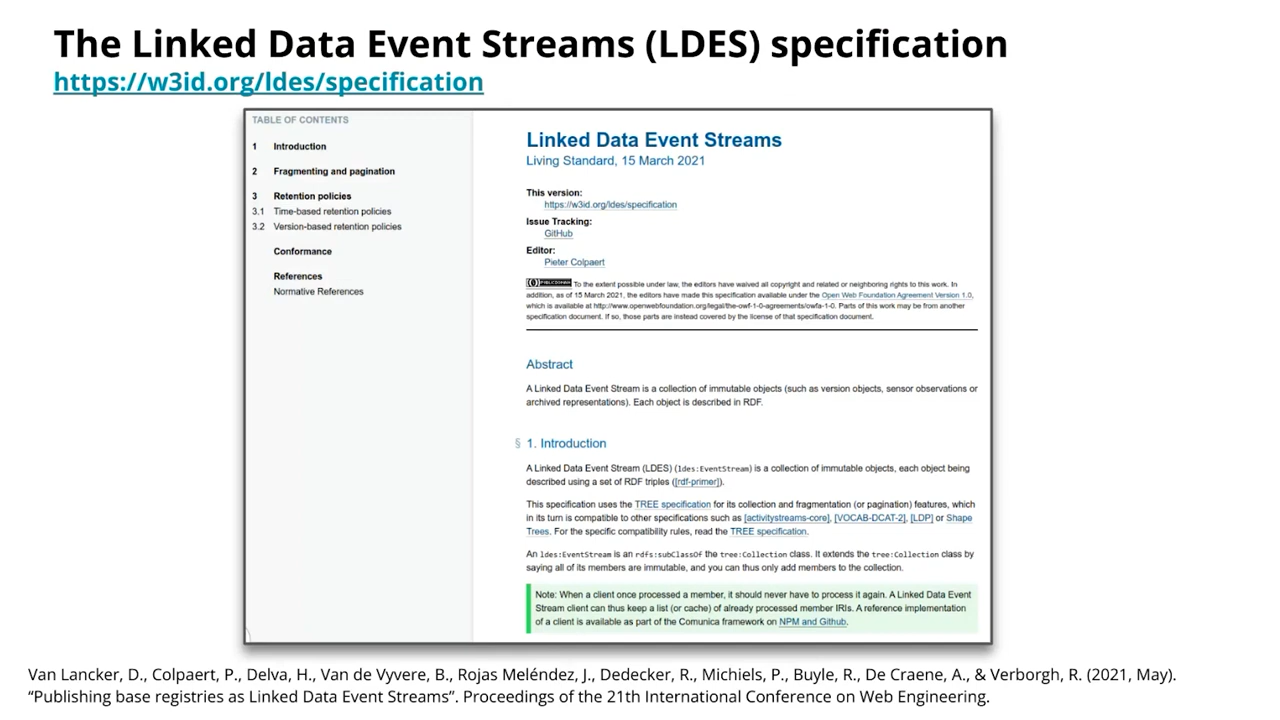 The Linked Data Event Streams (LDES) specification
https://w3id.org/ldes/specification
TABLE OF CONTENTS
1 Introduction
2 Fragmenting and pagination
3 Retention policies
3.1 Time-based retention policies
3.2 Version-based retention policies
Conformance
References
Normative References
Linked Data Event Streams
Living Standard, 15 March 2021
This version:
https://w3id.org/ldes/specification
Issue Tracking:
GitHub
Editor:
Pieter Colpaert
To the extent possible under law, the editors have waived all copyright and related or neighboring rights to this work. In
addition, as of 15 March 2021, the editors have made this specification available under the Open Web Foundation Agreement Version 1.0,
which is available at http://www.openwebfoundation.org/legal/the-owf-1-0-agreements/owfa-1-0. Parts of this work may be from another
specification document. If so, those parts are instead covered by the license of that specification document.
Abstract
A Linked Data Event Stream is a collection of immutable objects (such as version objects, sensor observations or
archived representations). Each object is described in RDF.
§ 1. Introduction
A Linked Data Event Stream (LDES) (ldes:EventStream) is a collection of immutable objects, each object being
described using a set of RDF triples ([rdf-primer]).
This specification uses the TREE specification for its collection and fragmentation (or pagination) features, which
in its turn is compatible to other specifications such as [activitystreams-core], [VOCAB-DCAT-2], [LDP] or Shape
Trees. For the specific compatibility rules, read the TREE specification.
An ldes:EventStream is an rdfs:subClassOf the tree:Collection class. It extends the tree:Collection class by
saying all of its members are immutable, and you can thus only add members to the collection.
Note: When a client once processed a member, it should never have to process it again. A Linked Data Event
Stream client can thus keep a list (or cache) of already processed member IRIs. A reference implementation
of a client is available as part of the Comunica framework on NPM and Github.
Van Lancker, D., Colpaert, P., Delva, H., Van de Vyvere, B., Rojas Meléndez, J., Dedecker, R., Michiels, P., Buyle, R., De Craene, A., & Verborgh, R. (2021, May).
“Publishing base registries as Linked Data Event Streams”. Proceedings of the 21th International Conference on Web Engineering.